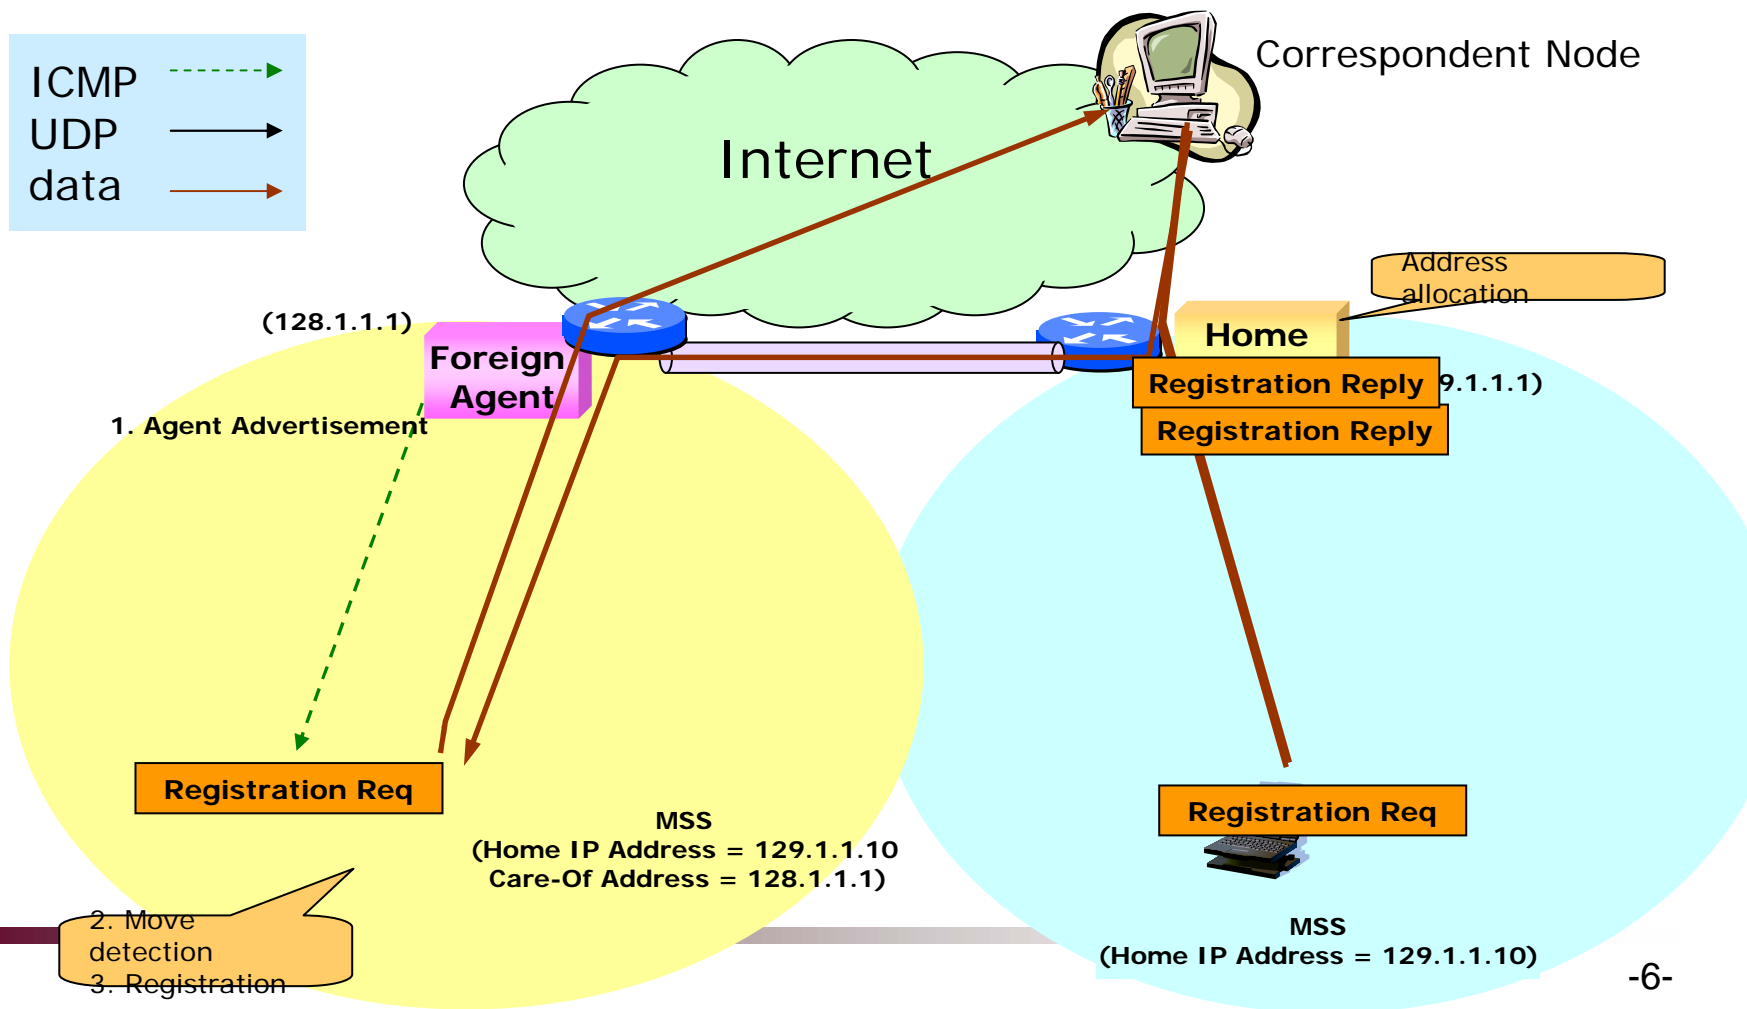 ICMP
UDP
data
Internet
Correspondent Node
Address
allocation
(128.1.1.1)
Foreign
Agent
Home
Registration Reply
9.1.1.1)
Registration Reply
1. Agent Advertisement
Registration Req
Registration Req
MSS
(Home IP Address = 129.1.1.10
Care-Of Address = 128.1.1.1)
2. Move
detection
3. Registration
MSS
(Home IP Address = 129.1.1.10)
-6-